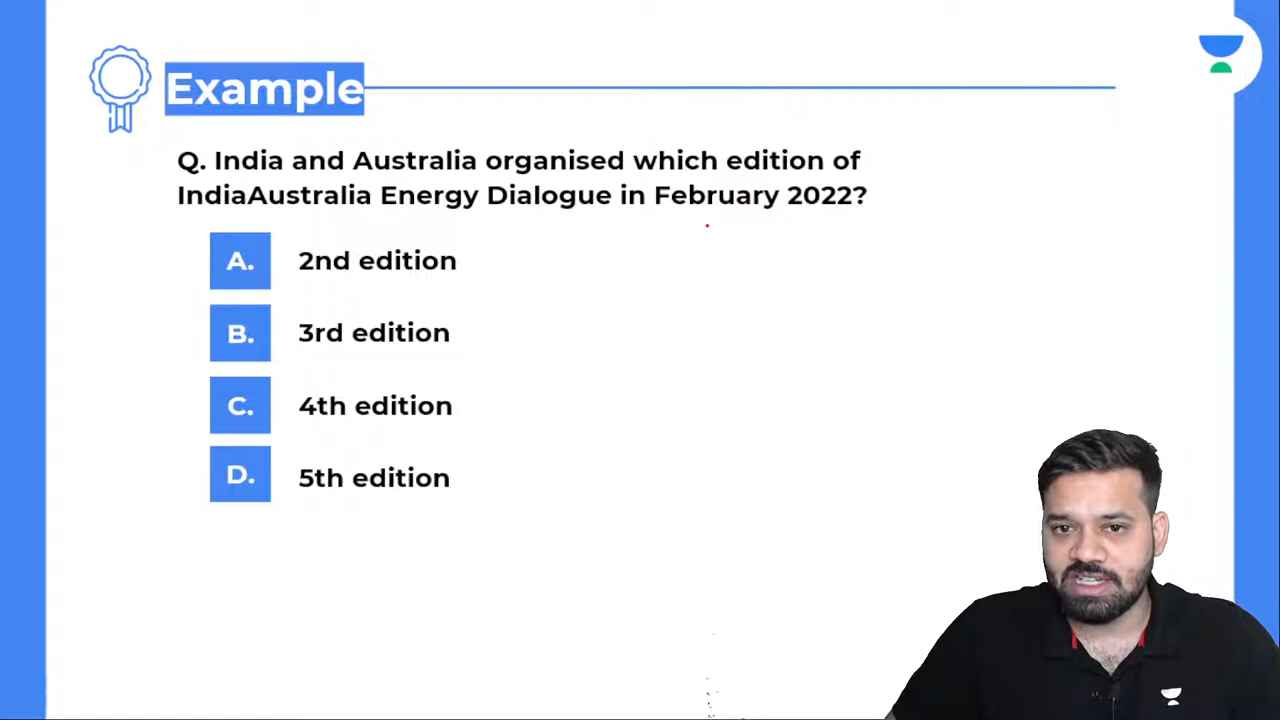 Example
Q. India and Australia organised which edition of
IndiaAustralia Energy Dialogue in February 2022?
A. 2nd edition
B. 3rd edition
C. 4th edition
D. 5th edition